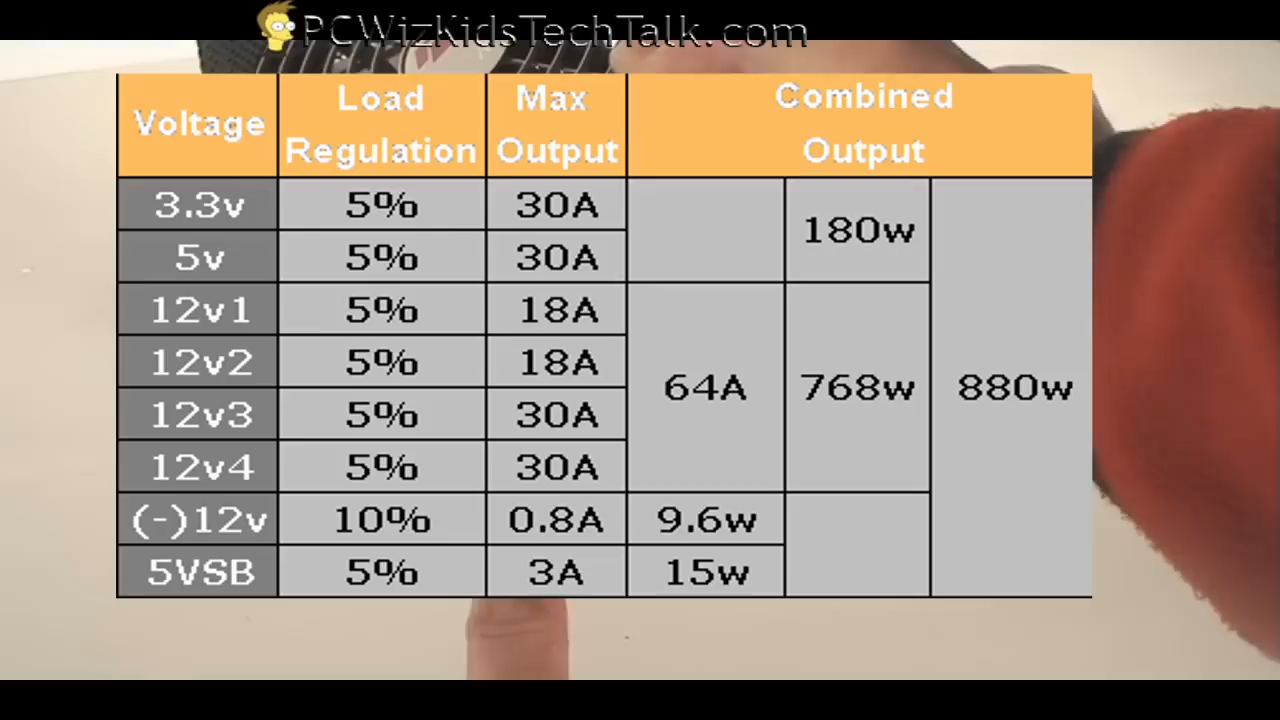 PCWizKidsTechTalk.com
Voltage Load Regulation Max Output Combined Output
3.3v 5% 30A 180w
5v 5% 30A
12v1 5% 18A 64A 768w 880w
12v2 5% 18A
12v3 5% 30A
12v4 5% 30A
(-)12v 10% 0.8A 9.6w
5VSB 5% 3A 15w